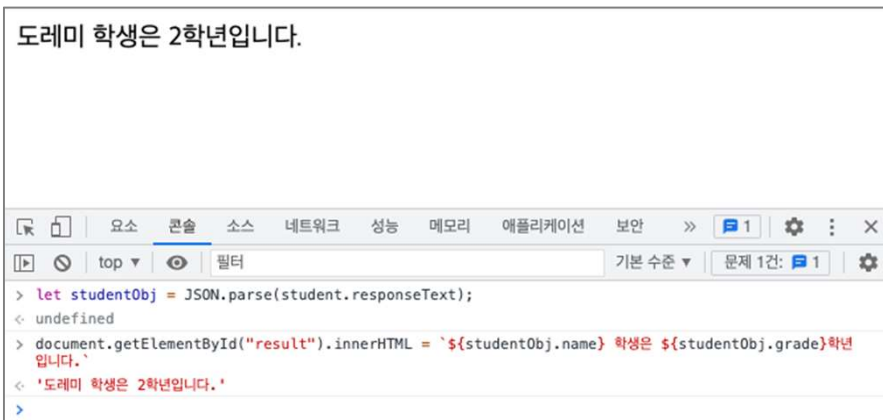 도레미 학생은 2학년입니다.
요소 콘솔 소스 네트워크 성능 메모리 애플리케이션 보안 » 1
top ▼ 필터 기본 수준 ▼ 문제 1건: 1
> let studentObj = JSON.parse(student.responseText);
< undefined
> document.getElementById("result").innerHTML = `${studentObj.name} 학생은 ${studentObj.grade}학년
입니다.`
< '도레미 학생은 2학년입니다.'
>